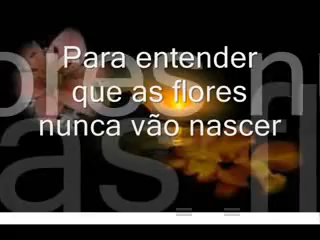 Para entender
que as flores
nunca vão nascer